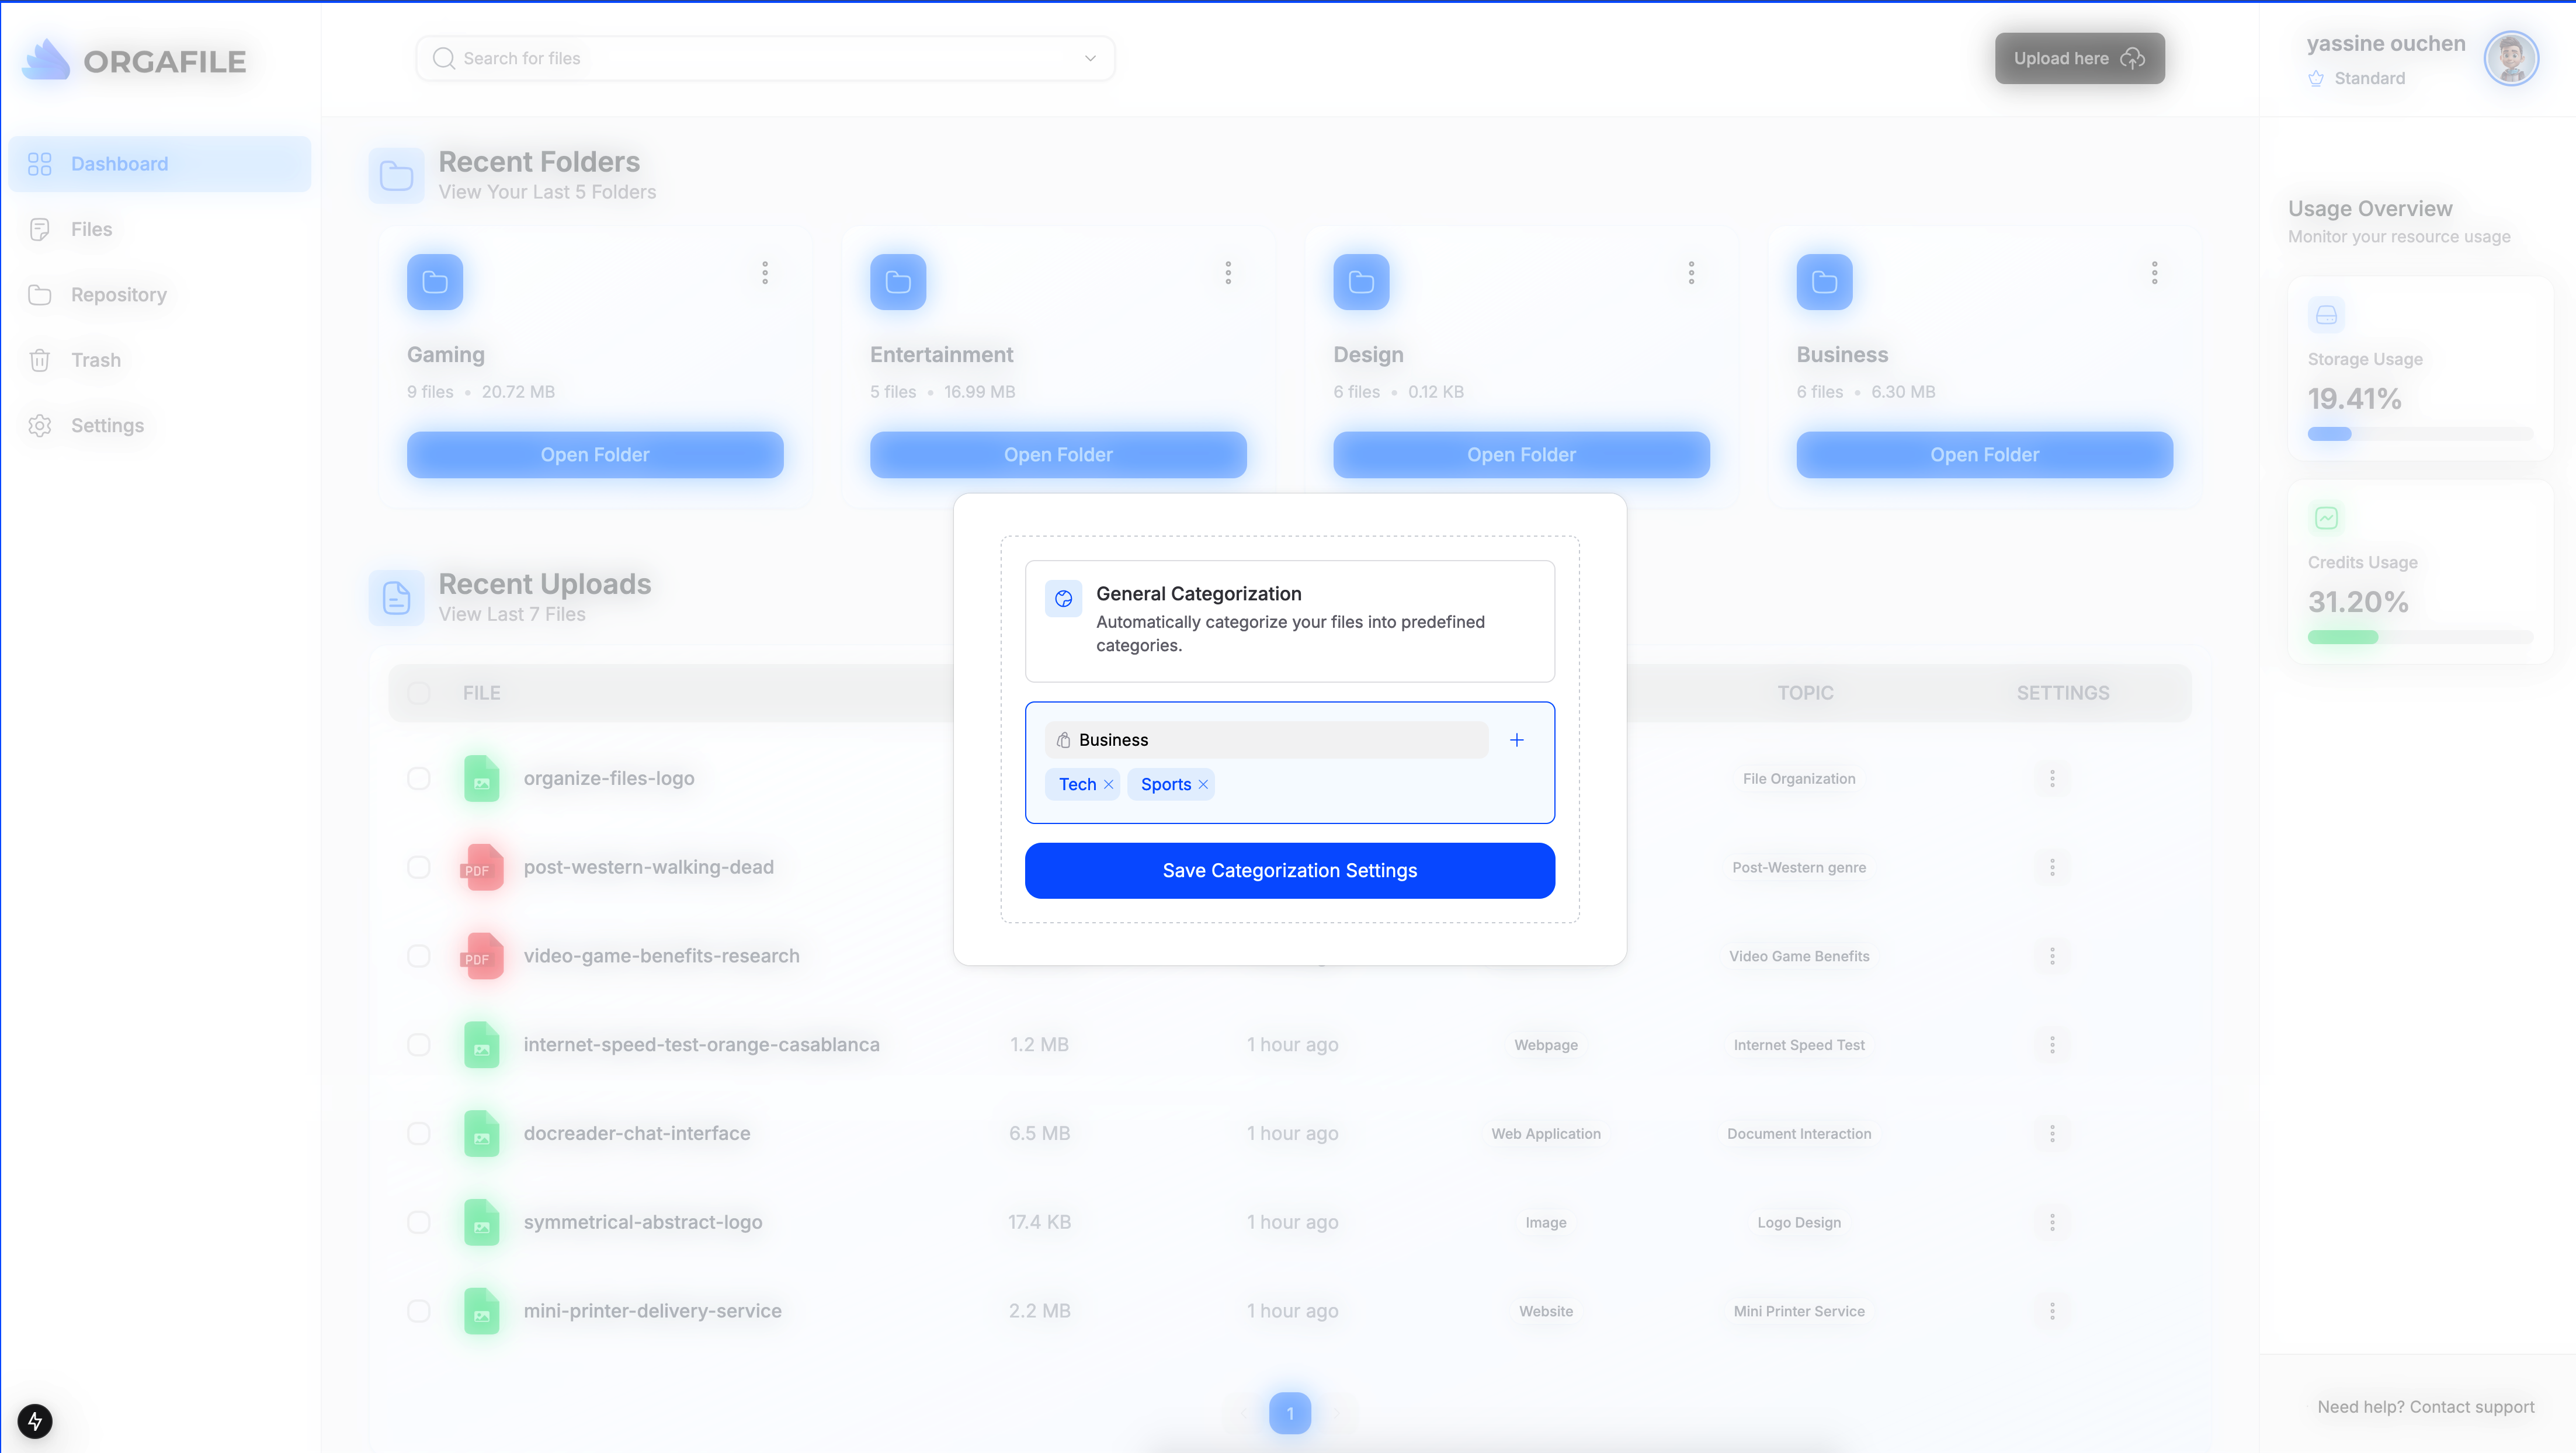 ORGAFILE
Search for files
Upload here
yassine ouchen
Standard
Dashboard
Files
Repository
Trash
Settings
Recent Folders
View Your Last 5 Folders
Gaming
9 files • 20.72 MB
Open Folder
Entertainment
5 files • 16.99 MB
Open Folder
Design
6 files • 0.12 KB
Open Folder
Business
6 files • 6.30 MB
Open Folder
Usage Overview
Monitor your resource usage
Storage Usage
19.41%
Credits Usage
31.20%
General Categorization
Automatically categorize your files into predefined
categories.
Business
Tech
Sports
Save Categorization Settings
Recent Uploads
View Last 7 Files
FILE TOPIC SETTINGS
organize-files-logo File Organization
PDF post-western-walking-dead Post-Western genre
PDF video-game-benefits-research Video Game Benefits
internet-speed-test-orange-casablanca 1.2 MB 1 hour ago Webpage Internet Speed Test
docreader-chat-interface 6.5 MB 1 hour ago Web Application Document Interaction
symmetrical-abstract-logo 17.4 KB 1 hour ago Image Logo Design
mini-printer-delivery-service 2.2 MB 1 hour ago Website Mini Printer Service
1
Need help? Contact support